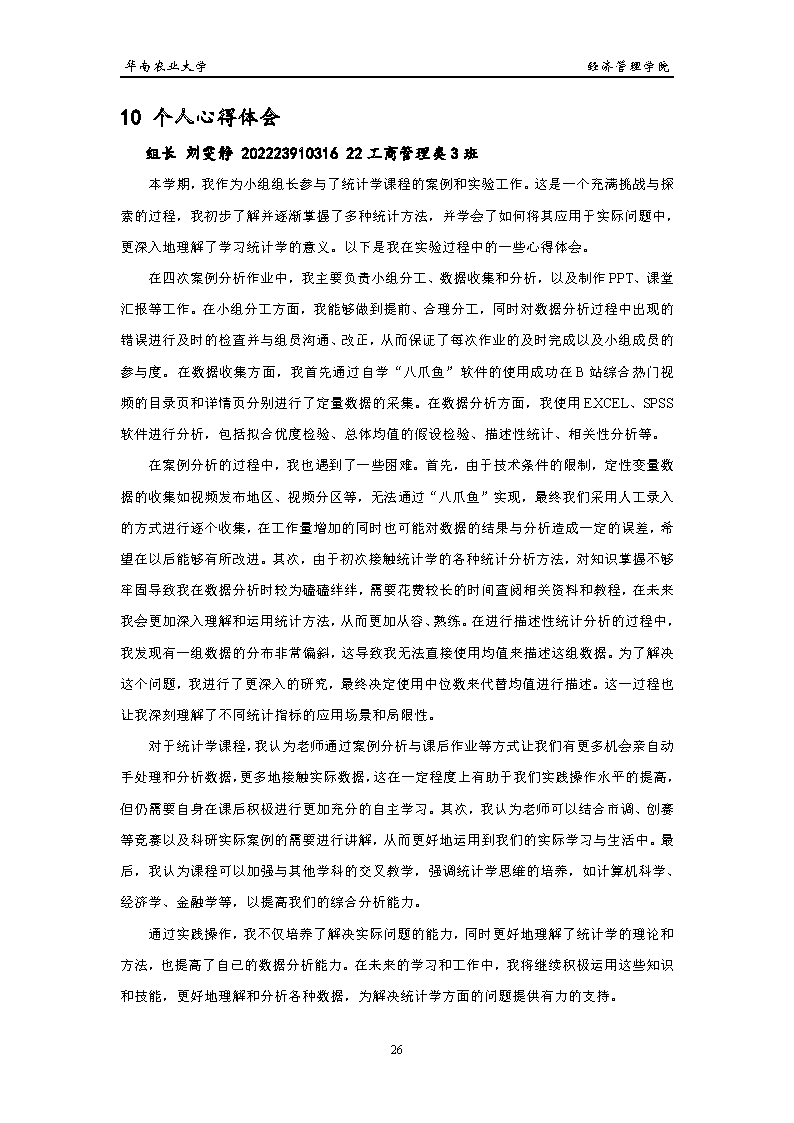 华南农业大学 经济管理学院
10 个人心得体会
组长 刘雯静 202223910316 22工商管理类3班
本学期，我作为小组组长参与了统计学课程的案例和实验工作。这是一个充满挑战与探
索的过程，我初步了解并逐渐掌握了多种统计方法，并学会了如何将其应用于实际问题中，
更深入地理解了学习统计学的意义。以下是我在实验过程中的一些心得体会。
在四次案例分析作业中，我主要负责小组分工、数据收集和分析，以及制作 PPT、课堂
汇报等工作。在小组分工方面，我能够做到提前、合理分工，同时对数据分析过程中出现的
错误进行及时的检查并与组员沟通、改正，从而保证了每次作业的及时完成以及小组成员的
参与度。在数据收集方面，我首先通过自学“八爪鱼”软件的使用成功在 B 站综合热门视
频的目录页和详情页分别进行了定量数据的采集。在数据分析方面，我使用 EXCEL、SPSS
软件进行分析，包括拟合优度检验、总体均值的假设检验、描述性统计、相关性分析等。
在案例分析的过程中，我也遇到了一些困难。首先，由于技术条件的限制，定性变量数
据的收集如视频发布地区、视频分区等，无法通过“八爪鱼”实现，最终我们采用人工录入
的方式进行逐个收集，在工作量增加的同时也可能对数据的结果与分析造成一定的误差，希
望在以后能够有所改进。其次，由于初次接触统计学的各种统计分析方法，对知识掌握不够
牢固导致我在数据分析时较为磕磕绊绊，需要花费较长的时间查阅相关资料和教程，在未来
我会更加深入理解和运用统计方法，从而更加从容、熟练。在进行描述性统计分析的过程中，
我发现有一组数据的分布非常偏斜，这导致我无法直接使用均值来描述这组数据。为了解决
这个问题，我进行了更深入的研究，最终决定使用中位数来代替均值进行描述。这一过程也
让我深刻理解了不同统计指标的应用场景和局限性。
对于统计学课程，我认为老师通过案例分析与课后作业等方式让我们有更多机会亲自动
手处理和分析数据，更多地接触实际数据，这在一定程度上有助于我们实践操作水平的提高，
但仍需要自身在课后积极进行更加充分的自主学习。其次，我认为老师可以结合市调、创赛
等竞赛以及科研实际案例的需要进行讲解，从而更好地运用到我们的实际学习与生活中。最
后，我认为课程可以加强与其他学科的交叉教学，强调统计学思维的培养，如计算机科学、
经济学、金融学等，以提高我们的综合分析能力。
通过实践操作，我不仅培养了解决实际问题的能力，同时更好地理解了统计学的理论和
方法，也提高了自己的数据分析能力。在未来的学习和工作中，我将继续积极运用这些知识
和技能，更好地理解和分析各种数据，为解决统计学方面的问题提供有力的支持。
26